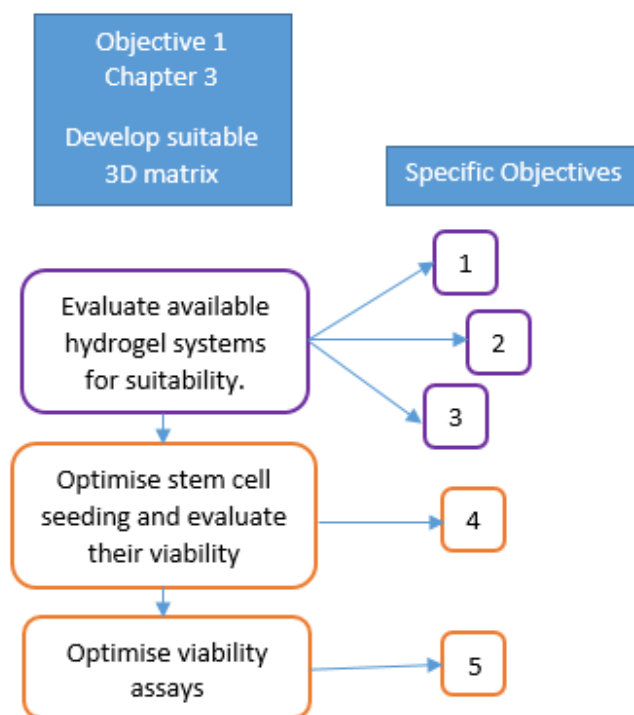 Objective 1
Chapter 3
Develop suitable
3D matrix
Specific Objectives
Evaluate available
hydrogel systems
for suitability.
1
2
3
Optimise stem cell
seeding and evaluate
their viability
4
Optimise viability
assays
5